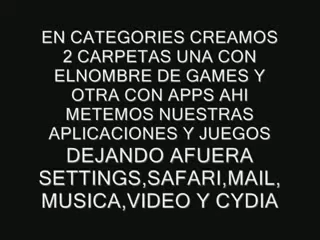 EN CATEGORIES CREAMOS
2 CARPETAS UNA CON
ELNOMBRE DE GAMES Y
OTRA CON APPS AHI
METEMOS NUESTRAS
APLICACIONES Y JUEGOS
DEJANDO AFUERA
SETTINGS,SAFARI,MAIL,
MUSICA,VIDEO Y CYDIA